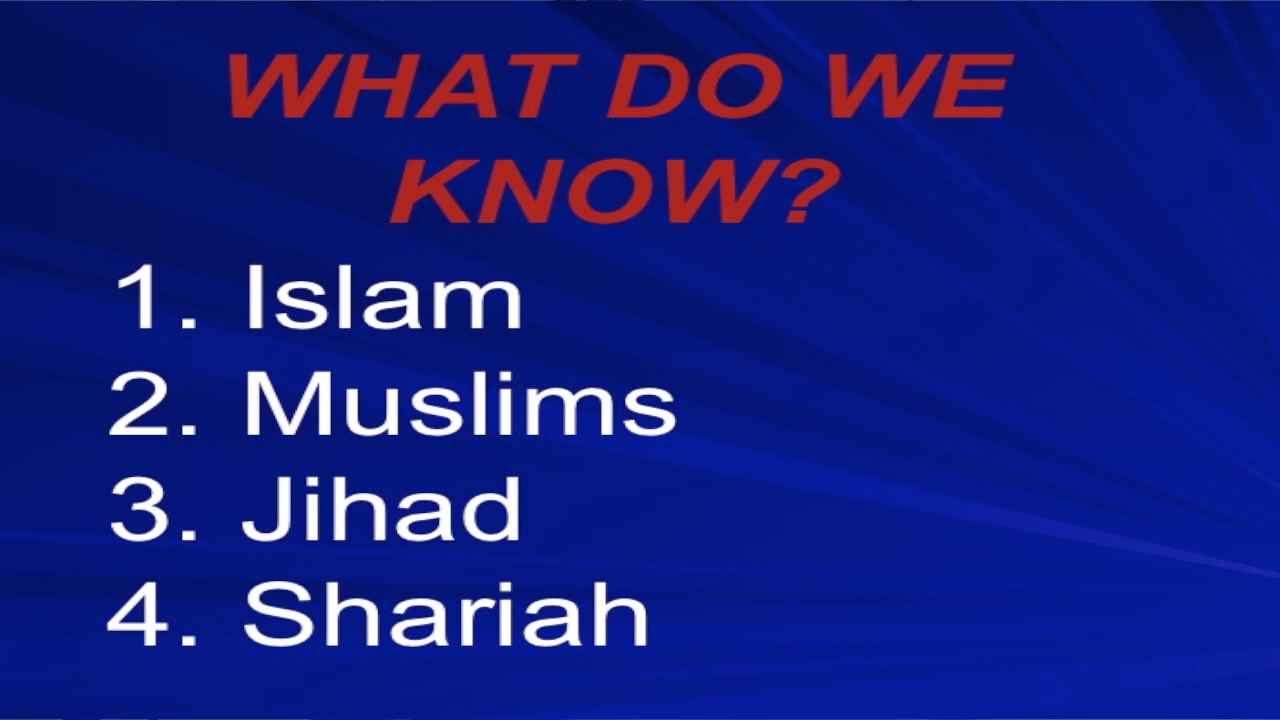 WHAT DO WE
KNOW?
1. Islam
2. Muslims
3. Jihad
4. Shariah